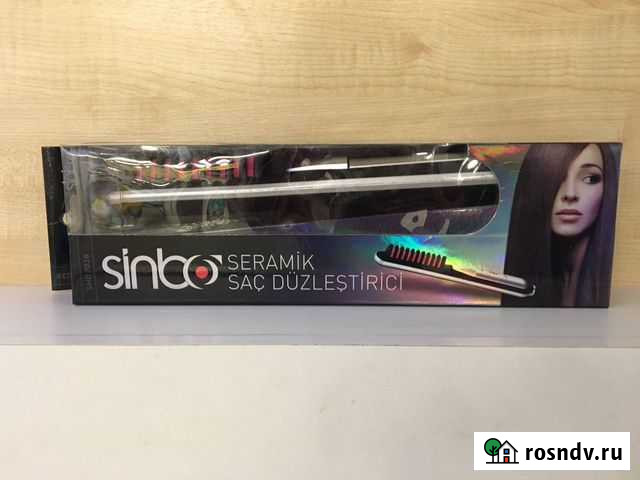 sinbo
SERAMİK
SAÇ DÜZLEŞTİRİCİ
rosndv.ru